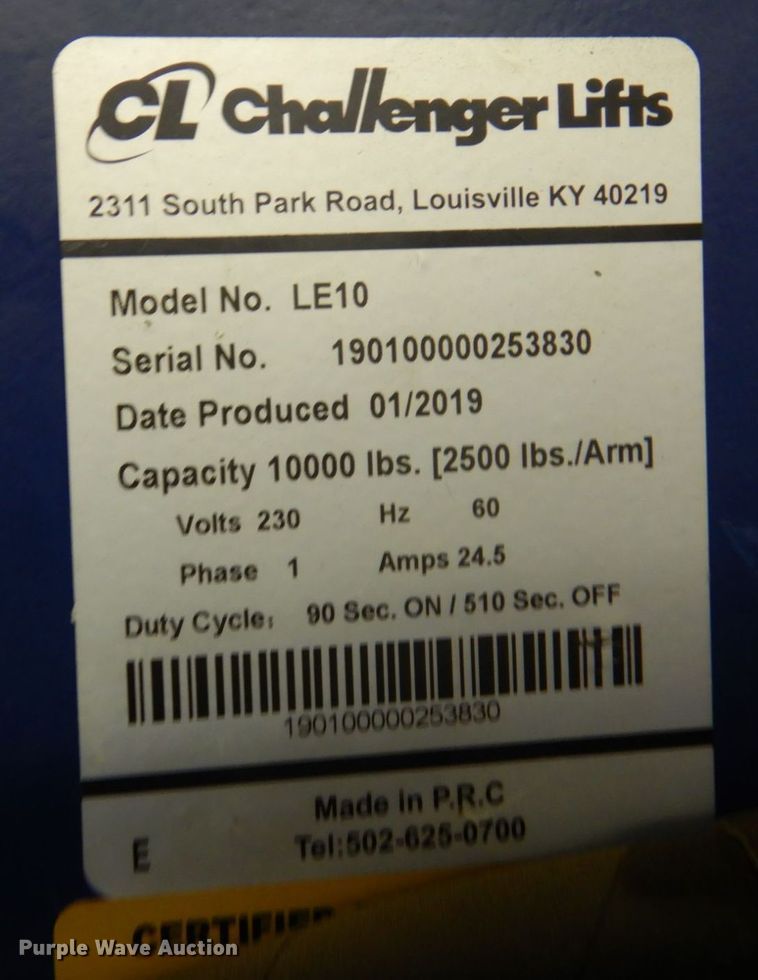 CL Challenger Lifts
2311 South Park Road, Louisville KY 40219
Model No. LE10
Serial No. 190100000253830
Date Produced 01/2019
Capacity 10000 lbs. [2500 lbs./Arm]
Volts 230 Hz 60
Phase 1 Amps 24.5
Duty Cycle: 90 Sec. ON / 510 Sec. OFF
190100000253830
Made in P.R.C
E Tel:502-625-0700
CERTIFIED
Purple Wave Auction